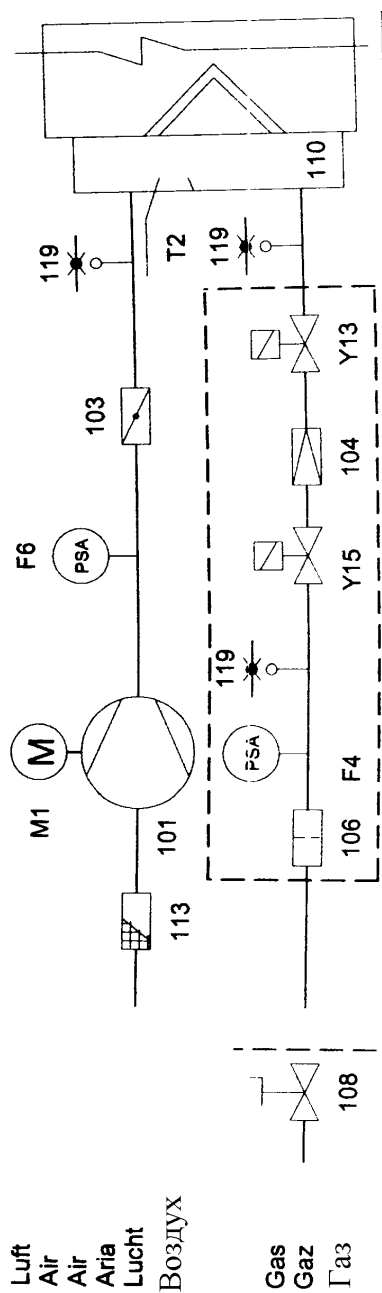 Luft
Air
Air
Aria
Lucht
Воздух
113
M1
M
101
F6
PSA
103
119
T2
Gas
Gaz
Газ
108
106
F4
PSA
119
Y15
104
Y13
119
110